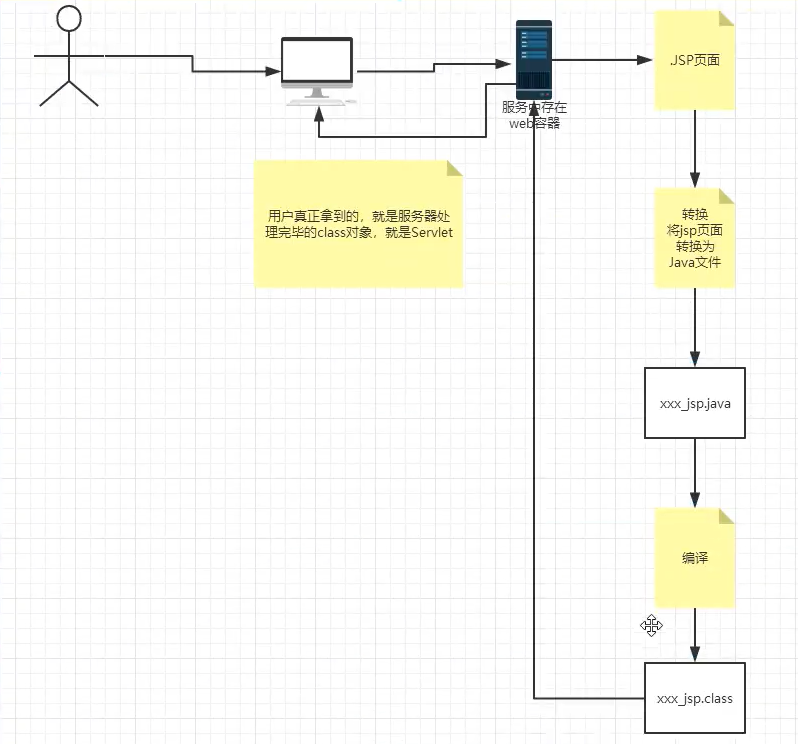 .JSP页面
服务中存在
web容器
用户真正拿到的，就是服务器处
理完毕的class对象，就是Servlet
转换
将jsp页面
转换为
Java文件
xxx_jsp.java
编译
xxx_jsp.class